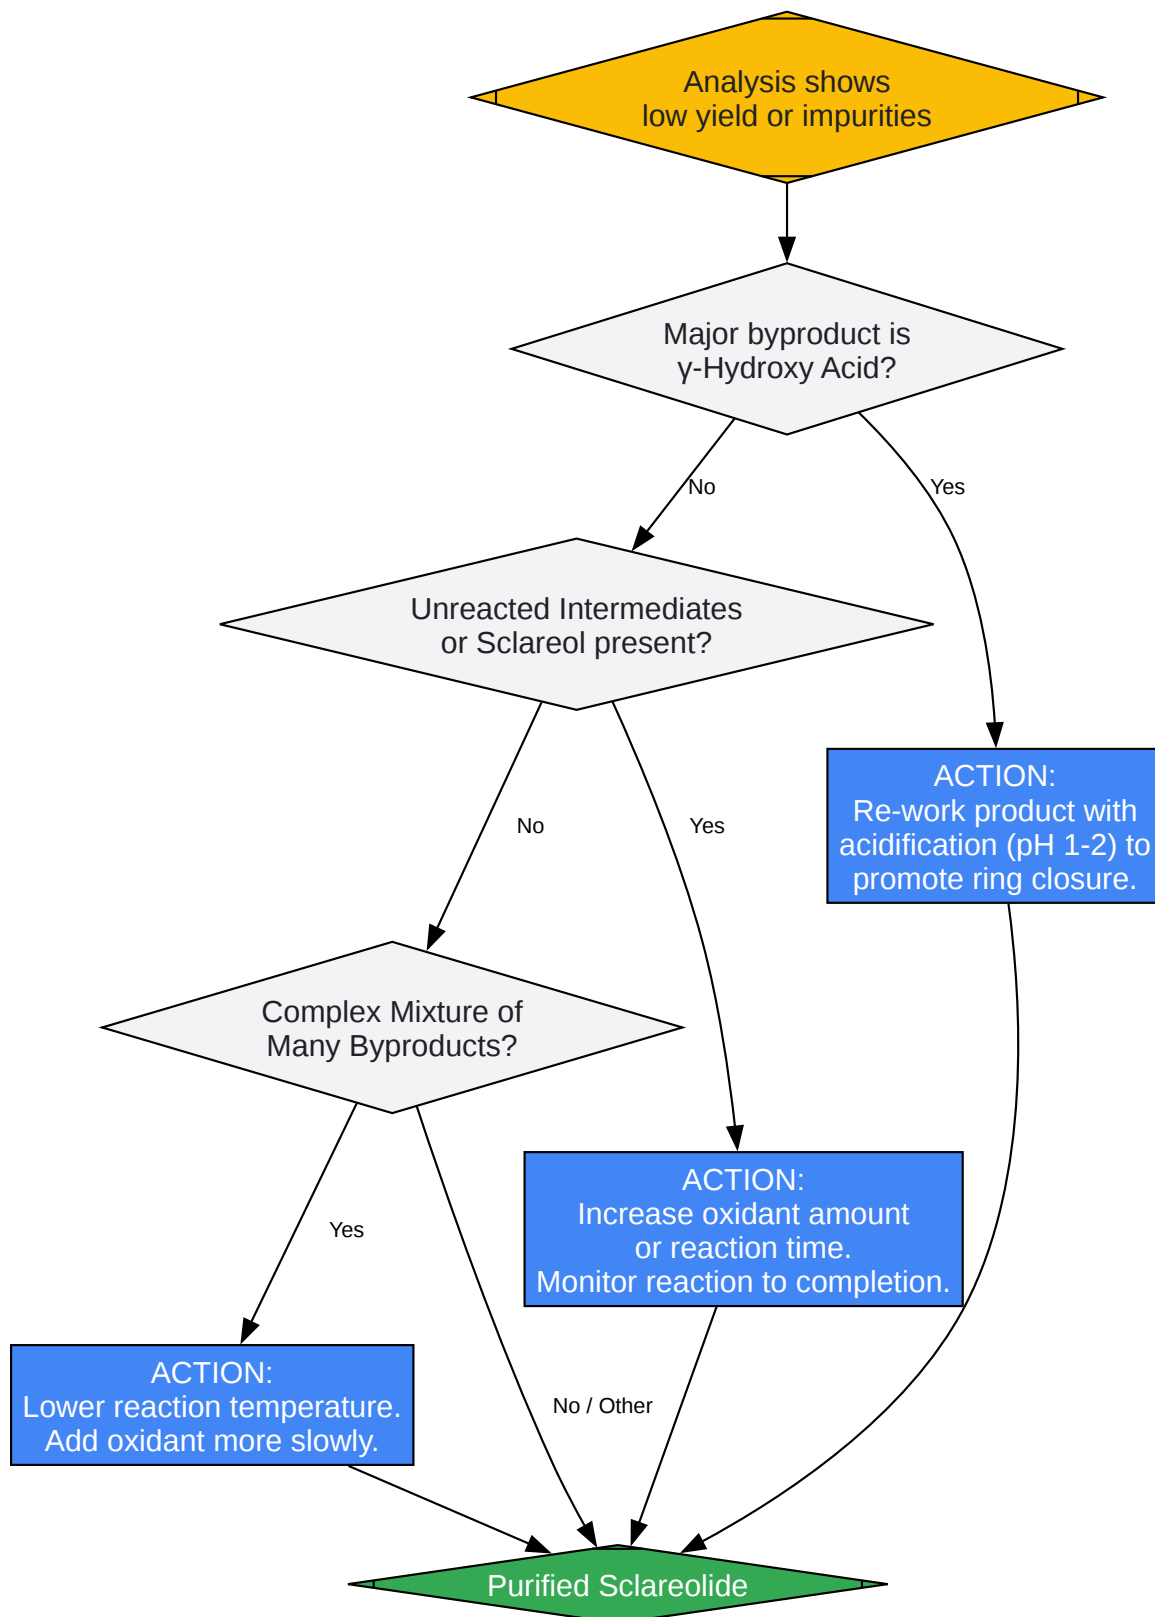 Analysis shows
low yield or impurities
Major byproduct is
γ-Hydroxy Acid?
No
Yes
Unreacted Intermediates
or Sclareol present?
No
Yes
ACTION:
Re-work product with
acidification (pH 1-2) to
promote ring closure.
Complex Mixture of
Many Byproducts?
Yes
ACTION:
Increase oxidant amount
or reaction time.
Monitor reaction to completion.
ACTION:
Lower reaction temperature.
Add oxidant more slowly.
No / Other
Purified Sclareolide